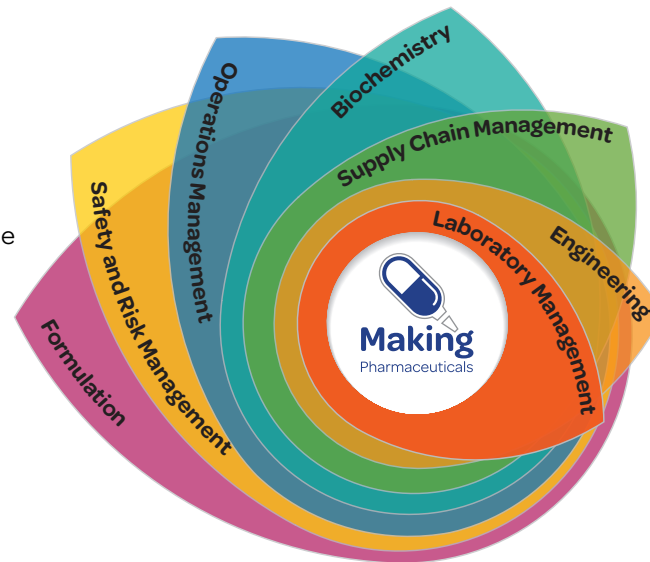 Formulation
Safety and Risk Management
Operations Management
Biochemistry
Supply Chain Management
Engineering
Laboratory Management
Making
Pharmaceuticals
e